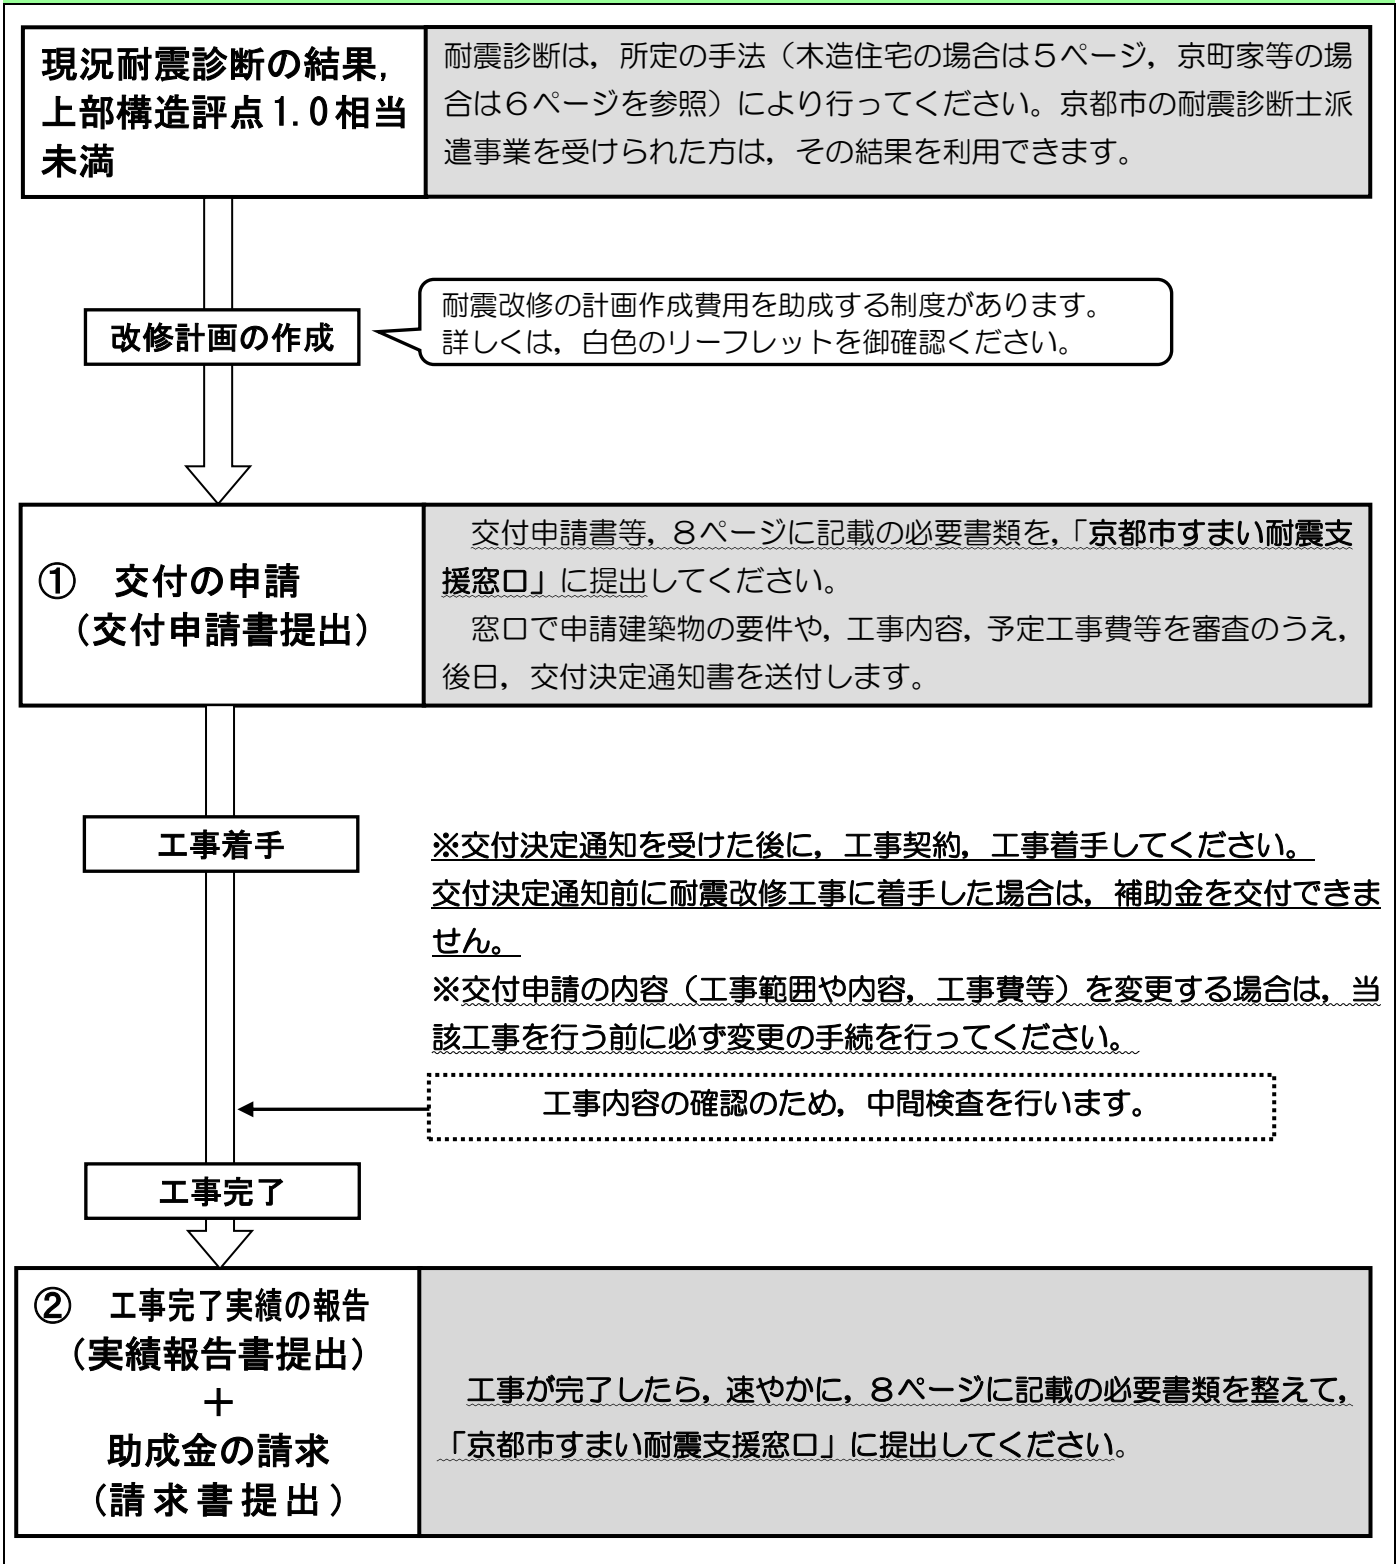 現況耐震診断の結果，
上部構造評点1.0相当
未満
耐震診断は，所定の手法（木造住宅の場合は５ページ，京町家等の場
合は６ページを参照）により行ってください。京都市の耐震診断士派
遣事業を受けられた方は，その結果を利用できます。
改修計画の作成
耐震改修の計画作成費用を助成する制度があります。
詳しくは，白色のリーフレットを御確認ください。
①　交付の申請
（交付申請書提出）
交付申請書等，８ページに記載の必要書類を，「京都市すまい耐震支
援窓口」に提出してください。
窓口で申請建築物の要件や，工事内容，予定工事費等を審査のうえ，
後日，交付決定通知書を送付します。
工事着手
※交付決定通知を受けた後に，工事契約，工事着手してください。
交付決定通知前に耐震改修工事に着手した場合は，補助金を交付できま
せん。
※交付申請の内容（工事範囲や内容，工事費等）を変更する場合は，当
該工事を行う前に必ず変更の手続を行ってください。
工事内容の確認のため，中間検査を行います。
工事完了
②　工事完了実績の報告
（実績報告書提出）
＋
助成金の請求
（請求書提出）
工事が完了したら，速やかに，８ページに記載の必要書類を整えて，
「京都市すまい耐震支援窓口」に提出してください。